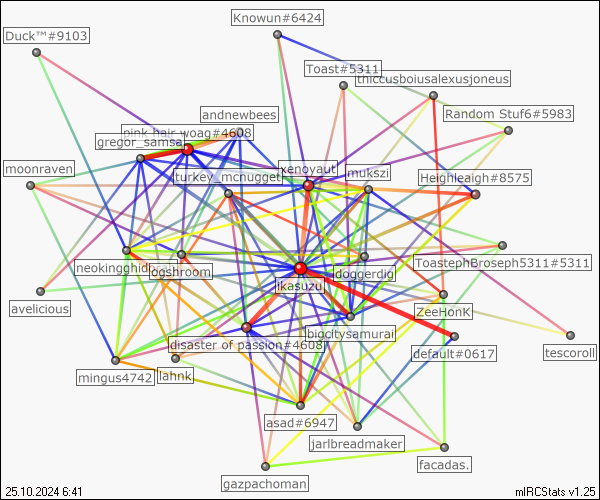 Knowun#6424
Duck™#9103
Toast#5311
thiccusboiusalexusjoneus
andnewbees
Random Stuf6#5983
pink hair woag#4608
gregor_samsa
moonraven
xenoyaut
mukszi
turkey_mcnugget
Heighleaigh#8575
neokingghidorah
ogshroom
doggerdig
ToastephBroseph5311#5311
ikasuzu
avelicious
ZeeHonK
bigcitysamurai
disaster of passion#4608
default#0617
tescoroll
mingus4742
lahnk
asad#6947
jarlbreadmaker
facadas.
gazpachoman
25.10.2024 6:41
mIRCStats v1.25